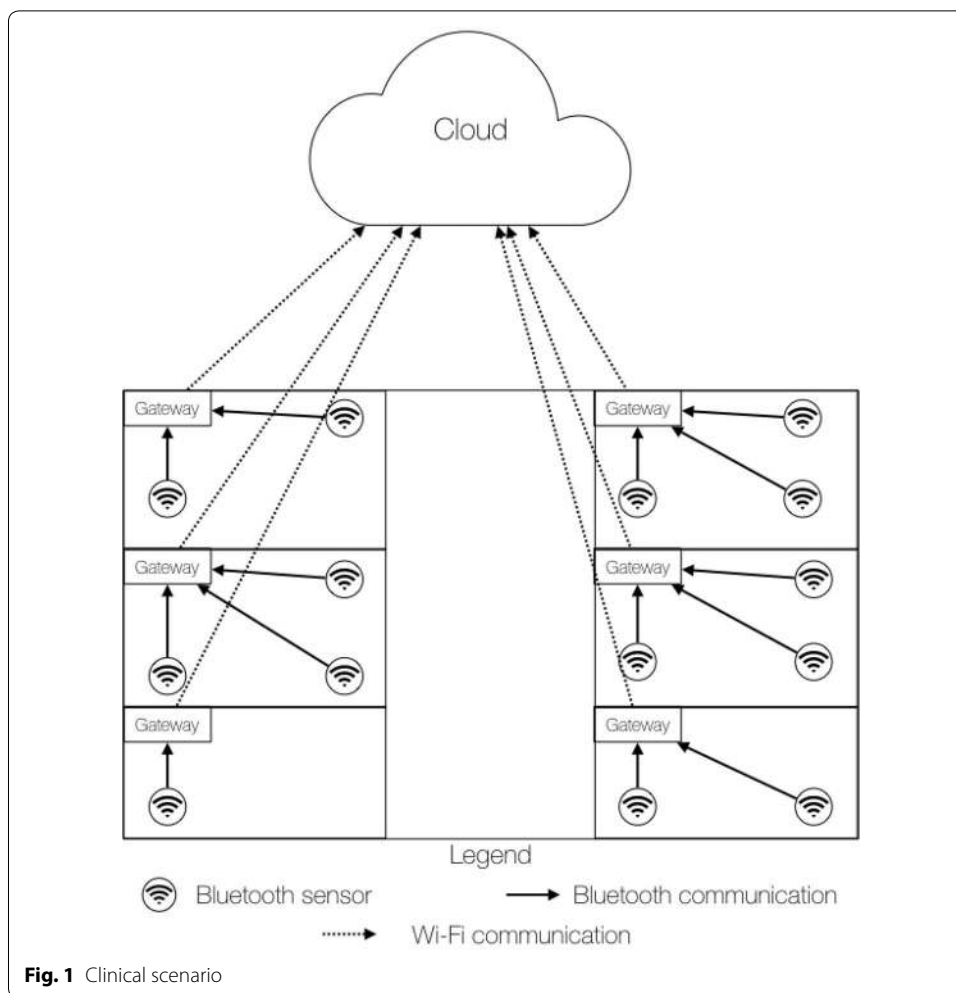 Cloud
Gateway
Gateway
Gateway
Gateway
Gateway
Gateway
Legend
Bluetooth sensor
Bluetooth communication
Wi-Fi communication
Fig. 1 Clinical scenario